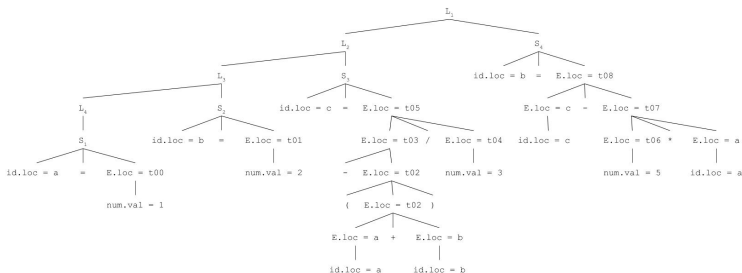 L1
L2 S4
L3 S3 id.loc = b = E.loc = t08
L4 S2 id.loc = c = E.loc = t05 E.loc = c - E.loc = t07
S1 id.loc = b = E.loc = t01 E.loc = t03 / E.loc = t04 id.loc = c E.loc = t06 * E.loc = a
id.loc = a = E.loc = t00 num.val = 2 - E.loc = t02 num.val = 3 num.val = 5 id.loc = a
num.val = 1 ( E.loc = t02 )
E.loc = a + E.loc = b
id.loc = a id.loc = b